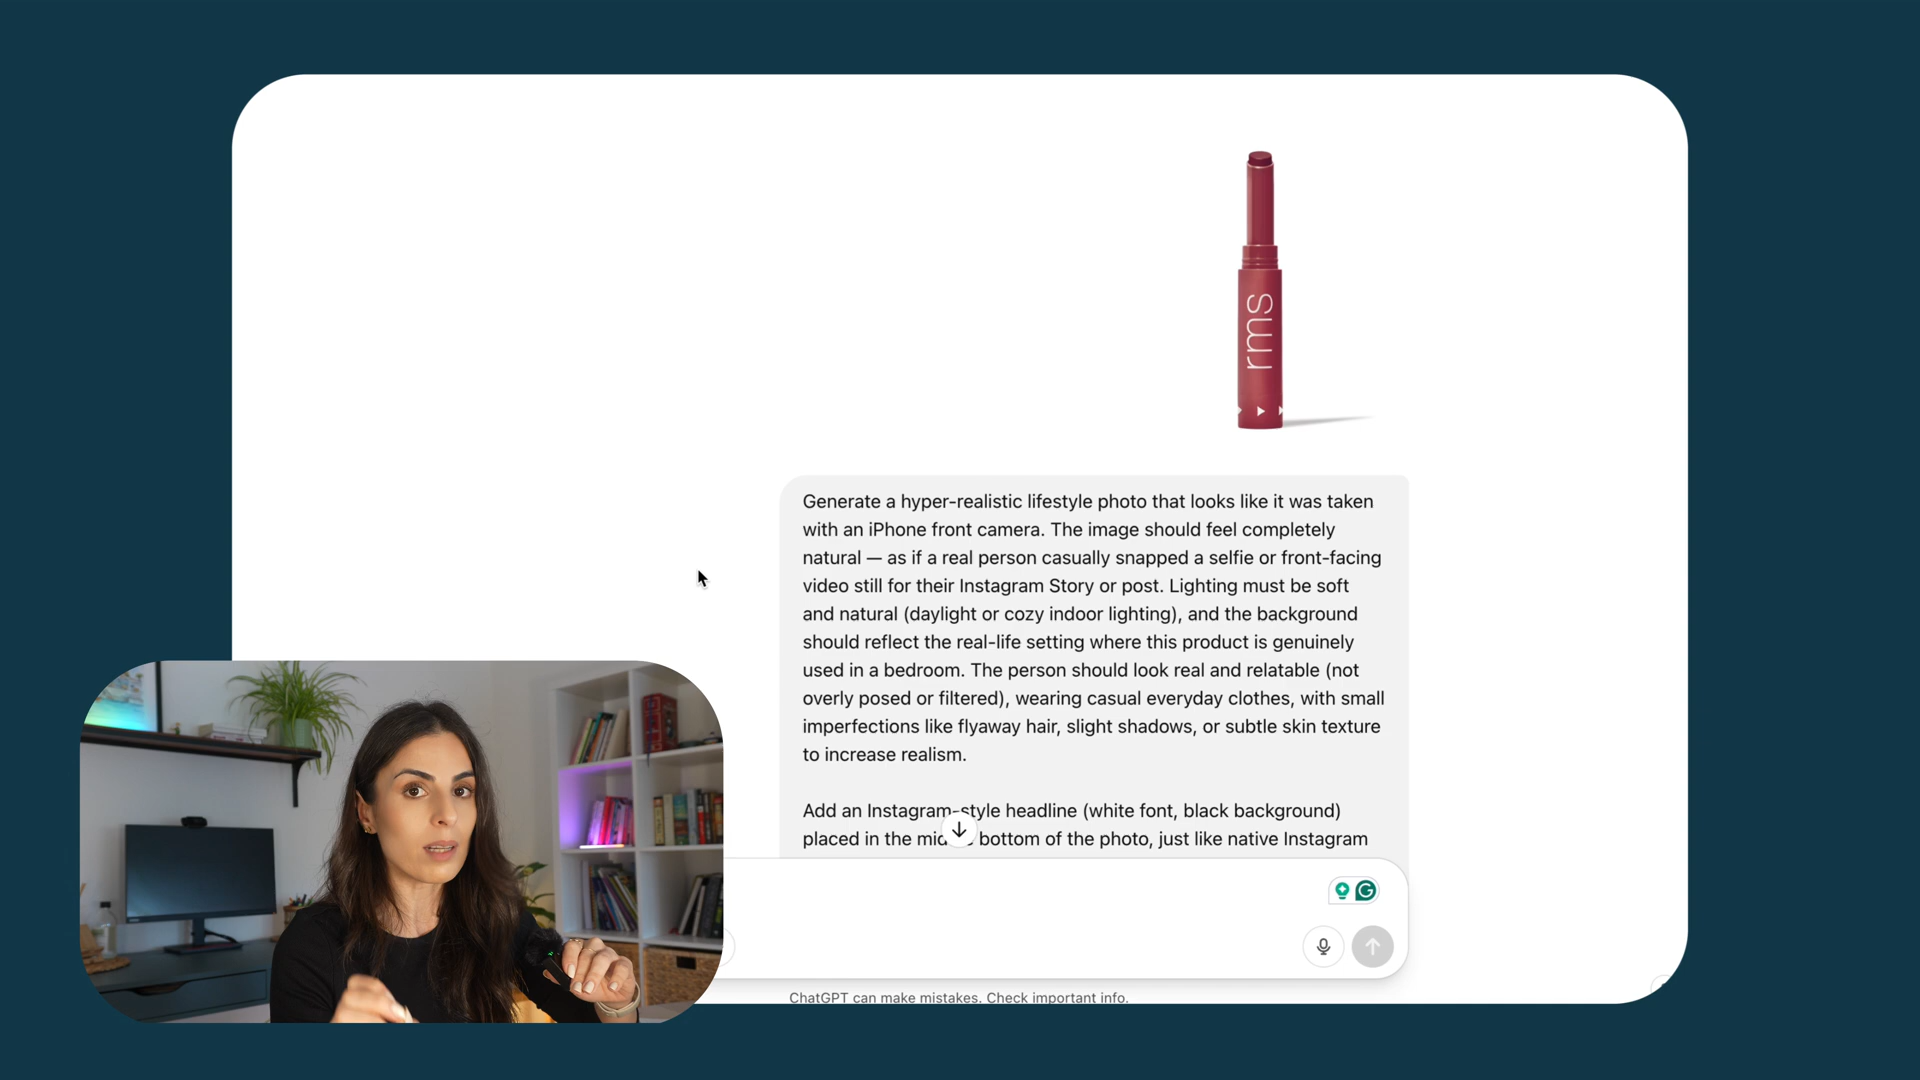 rms
Generate a hyper-realistic lifestyle photo that looks like it was taken
with an iPhone front camera. The image should feel completely
natural — as if a real person casually snapped a selfie or front-facing
video still for their Instagram Story or post. Lighting must be soft
and natural (daylight or cozy indoor lighting), and the background
should reflect the real-life setting where this product is genuinely
used in a bedroom. The person should look real and relatable (not
overly posed or filtered), wearing casual everyday clothes, with small
imperfections like flyaway hair, slight shadows, or subtle skin texture
to increase realism.
Add an Instagram-style headline (white font, black background)
placed in the bottom of the photo, just like native Instagram
ChatGPT can make mistakes. Check important info.